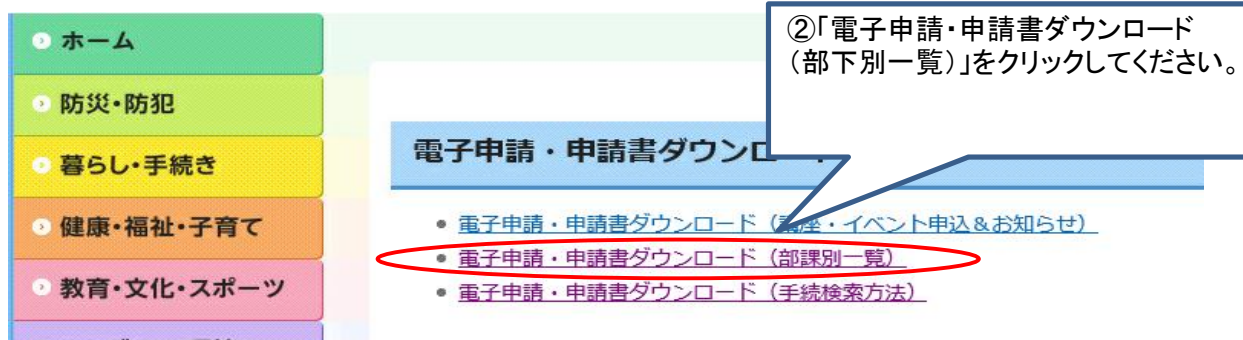 ホーム
防災・防犯
暮らし・手続き
健康・福祉・子育て
教育・文化・スポーツ
②「電子申請・申請書ダウンロード
(部下別一覧)」をクリックしてください。
電子申請・申請書ダウンロード
電子申請・申請書ダウンロード（講座・イベント申込＆お知らせ）
電子申請・申請書ダウンロード（部課別一覧）
電子申請・申請書ダウンロード（手続検索方法）